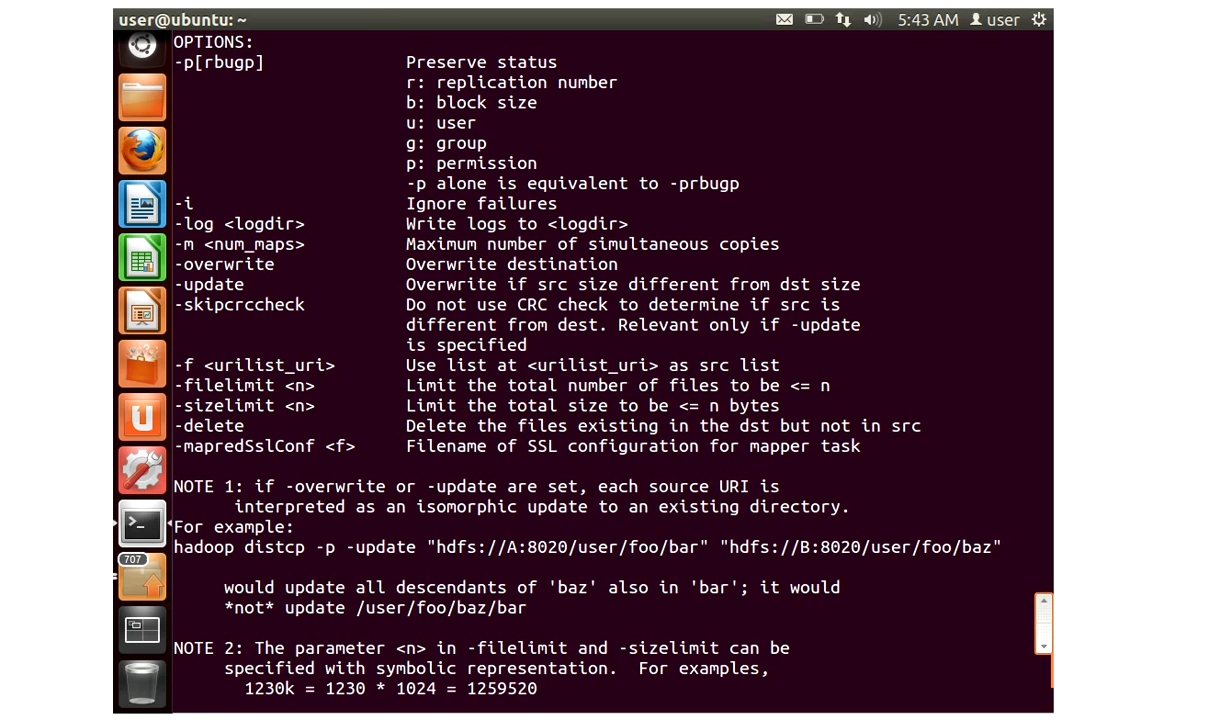 user@ubuntu: ~ 5:43 AM user
OPTIONS:
-p[rbugp] Preserve status
r: replication number
b: block size
u: user
g: group
p: permission
-p alone is equivalent to -prbugp
-i Ignore failures
-log <logdir> Write logs to <logdir>
-m <num_maps> Maximum number of simultaneous copies
-overwrite Overwrite destination
-update Overwrite if src size different from dst size
-skipcrccheck Do not use CRC check to determine if src is
different from dest. Relevant only if -update
is specified
-f <urilist_uri> Use list at <urilist_uri> as src list
-filelimit <n> Limit the total number of files to be <= n
-sizelimit <n> Limit the total size to be <= n bytes
-delete Delete the files existing in the dst but not in src
-mapredSslConf <f> Filename of SSL configuration for mapper task
NOTE 1: if -overwrite or -update are set, each source URI is
interpreted as an isomorphic update to an existing directory.
For example:
hadoop distcp -p -update "hdfs://A:8020/user/foo/bar" "hdfs://B:8020/user/foo/baz"
707
would update all descendants of 'baz' also in 'bar'; it would
*not* update /user/foo/baz/bar
NOTE 2: The parameter <n> in -filelimit and -sizelimit can be
specified with symbolic representation.  For examples,
1230k = 1230 * 1024 = 1259520